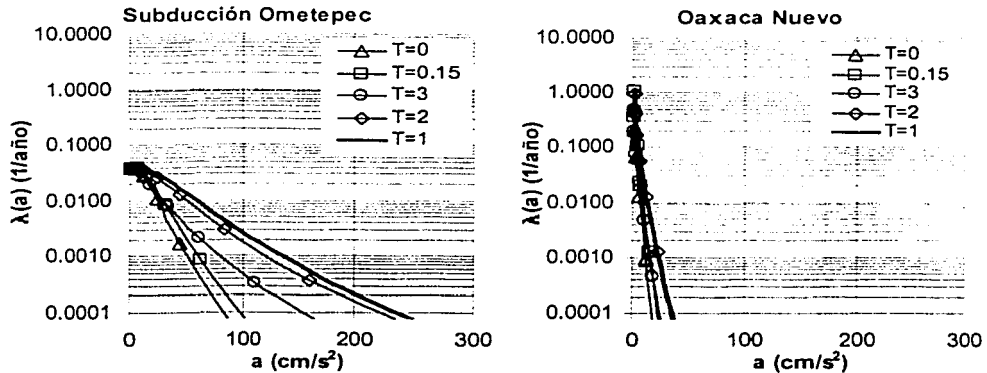 Subducción Ometepec
10.0000
1.0000
0.1000
0.0100
0.0010
0.0001
λ(a) (1/año)
0
100
200
300
a (cm/s²)
T=0
T=0.15
T=3
T=2
T=1
Oaxaca Nuevo
10.0000
1.0000
0.1000
0.0100
0.0010
0.0001
λ(a) (1/año)
0
100
200
300
a (cm/s²)
T=0
T=0.15
T=3
T=2
T=1